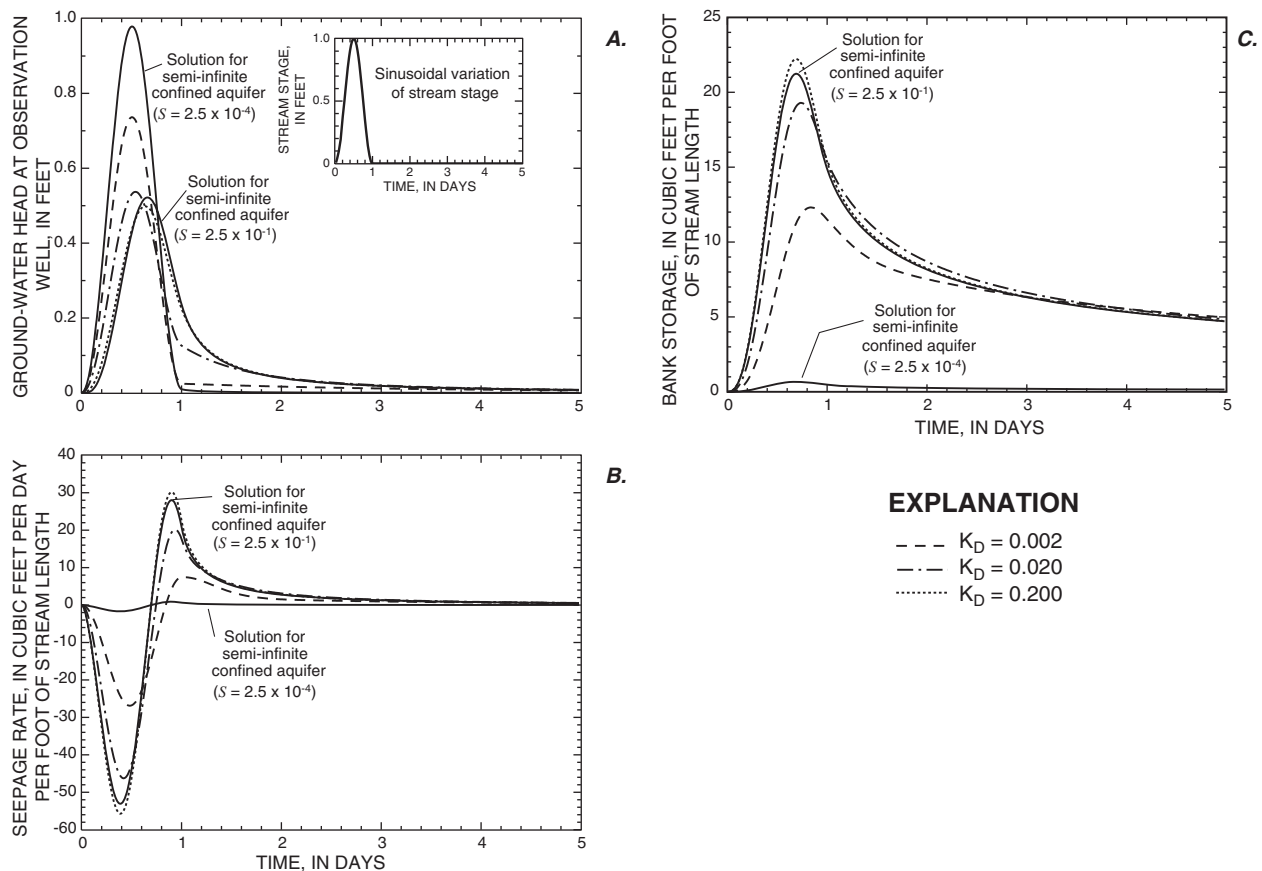 GROUND-WATER HEAD AT OBSERVATION
WELL, IN FEET
1.0
0.8
0.6
0.4
0.2
0
0
1
2
3
4
5
Solution for
semi-infinite
confined aquifer
(S = 2.5 x 10-4)
Solution for
semi-infinite
confined aquifer
(S = 2.5 x 10-1)
STREAM STAGE,
IN FEET
1.0
0.5
0
Sinusoidal variation
of stream stage
0
1
2
3
4
5
TIME, IN DAYS
A.
BANK STORAGE, IN CUBIC FEET PER FOOT
OF STREAM LENGTH
25
20
15
10
5
0
Solution for
semi-infinite
confined aquifer
(S = 2.5 x 10-1)
Solution for
semi-infinite
confined aquifer
(S = 2.5 x 10-4)
0
1
2
3
4
5
TIME, IN DAYS
C.
SEEPAGE RATE, IN CUBIC FEET PER DAY
PER FOOT OF STREAM LENGTH
40
30
20
10
0
-10
-20
-30
-40
-50
-60
Solution for
semi-infinite
confined aquifer
(S = 2.5 x 10-1)
Solution for
semi-infinite
confined aquifer
(S = 2.5 x 10-4)
0
1
2
3
4
5
TIME, IN DAYS
B.
EXPLANATION
KD = 0.002
KD = 0.020
KD = 0.200